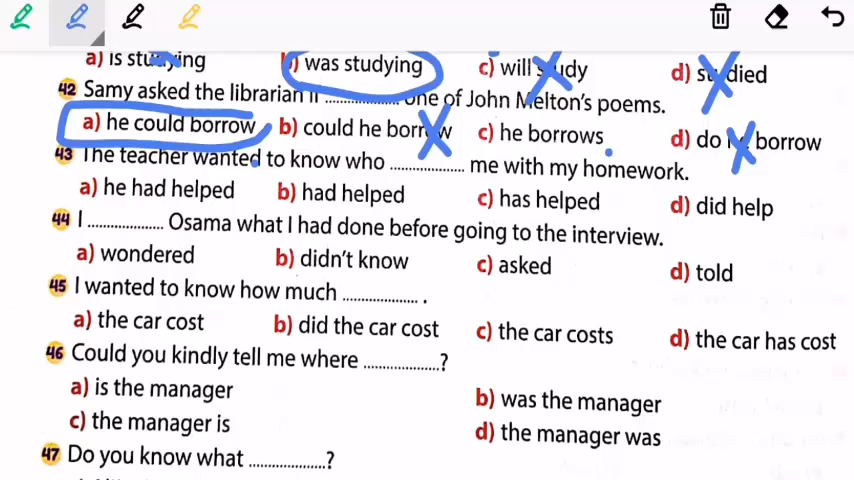 a) is studying b) was studying c) will study d) studied
42 Samy asked the librarian if .................... one of John Melton's poems.
a) he could borrow b) could he borrow c) he borrows d) do he borrow
43 The teacher wanted to know who .................... me with my homework.
a) he had helped b) had helped c) has helped d) did help
44 I .................... Osama what I had done before going to the interview.
a) wondered b) didn't know c) asked d) told
45 I wanted to know how much .................... .
a) the car cost b) did the car cost c) the car costs d) the car has cost
46 Could you kindly tell me where ....................?
a) is the manager b) was the manager
c) the manager is d) the manager was
47 Do you know what ....................?